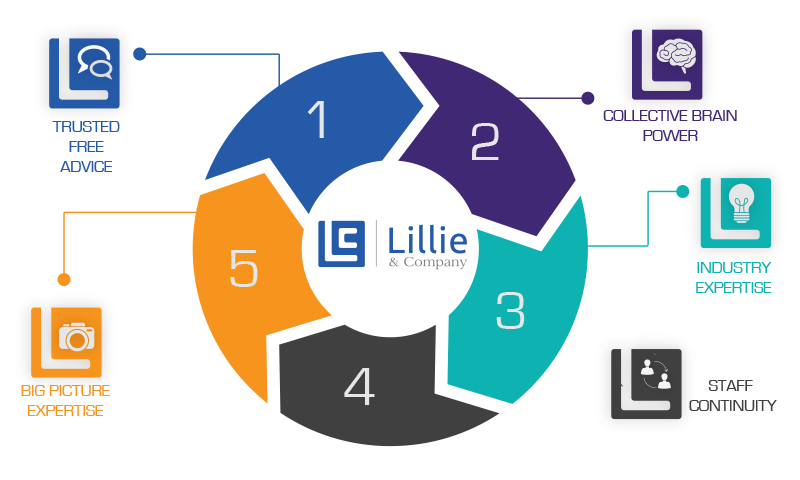 TRUSTED
FREE
ADVICE
COLLECTIVE BRAIN
POWER
1
2
INDUSTRY
EXPERTISE
Lillie
& Company
5
3
BIG PICTURE
EXPERTISE
4
STAFF
CONTINUITY